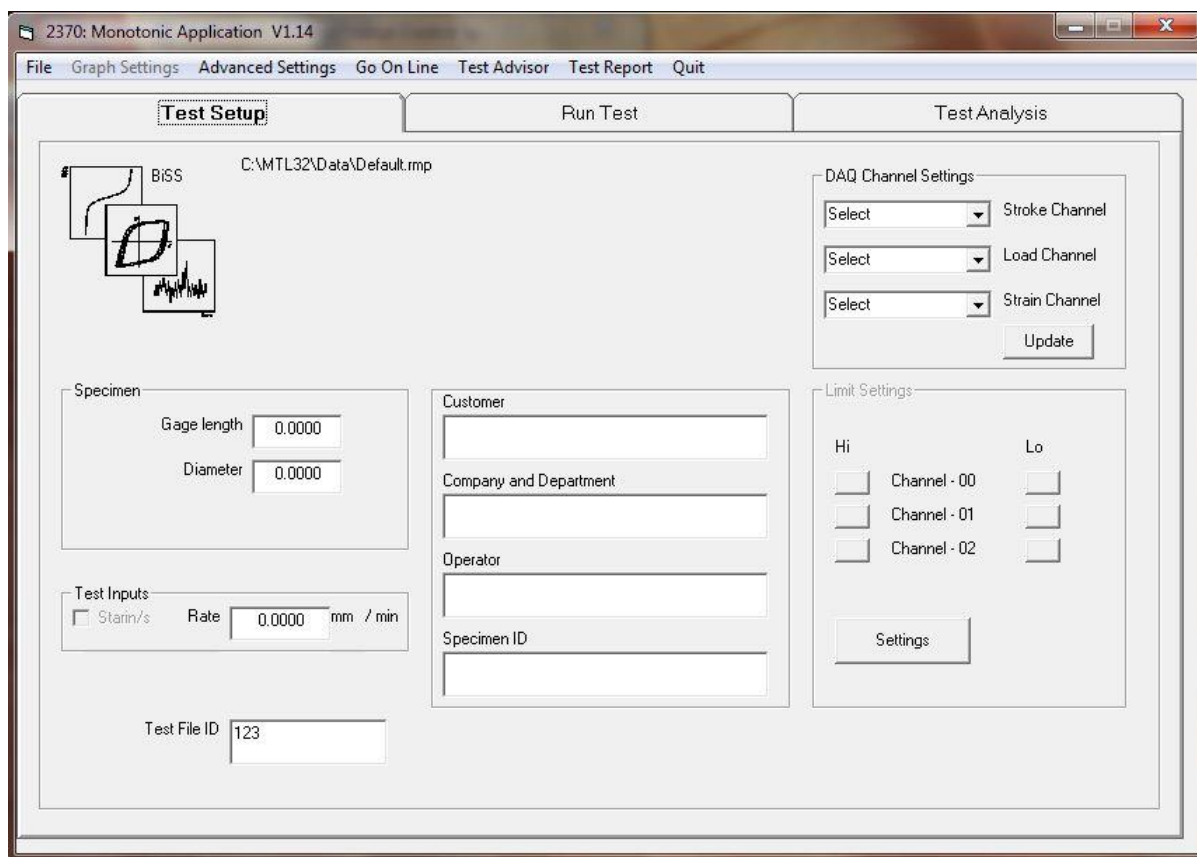 2370: Monotonic Application V1.14
File Graph Settings Advanced Settings Go On Line Test Advisor Test Report Quit
Test Setup Run Test Test Analysis
BiSS
C:\MTL32\Data\Default.rmp
DAQ Channel Settings
Select Stroke Channel
Select Load Channel
Select Strain Channel
Update
Specimen
Gage length 0.0000
Diameter 0.0000
Test Inputs
Starin/s Rate 0.0000 mm / min
Test File ID 123
Customer
Company and Department
Operator
Specimen ID
Limit Settings
Hi Lo
Channel - 00
Channel - 01
Channel - 02
Settings